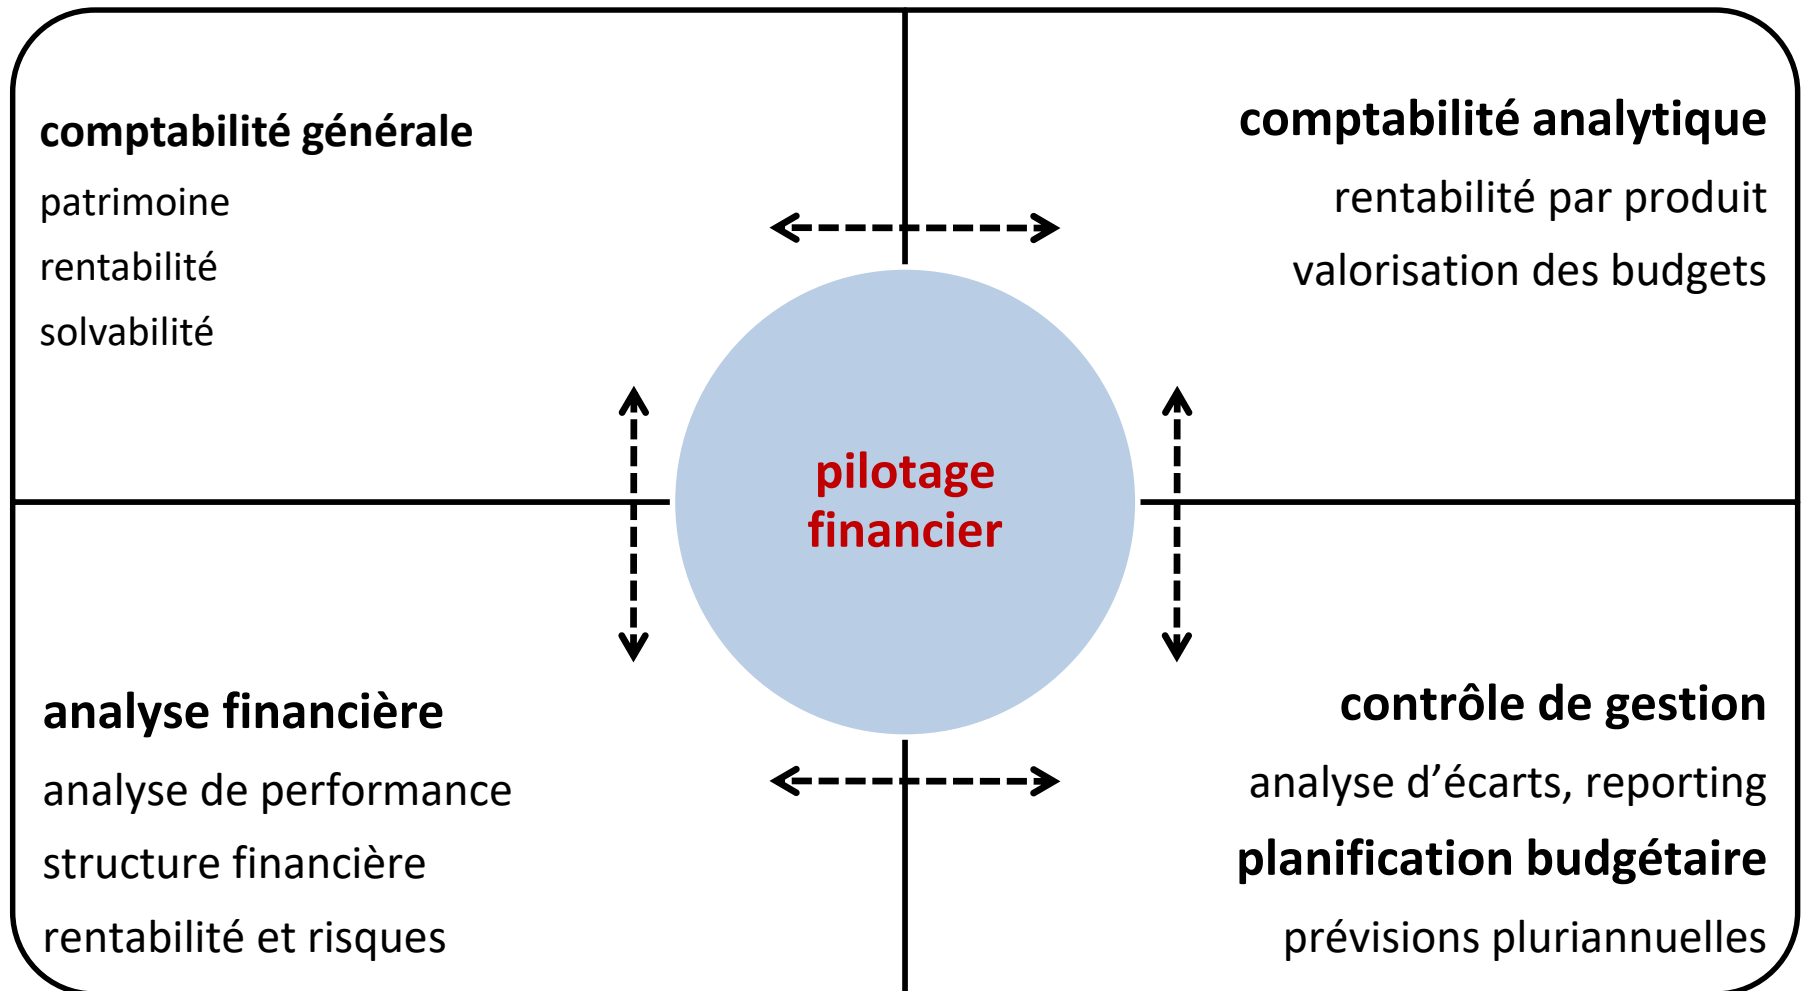 comptabilité générale
patrimoine
rentabilité
solvabilité
comptabilité analytique
rentabilité par produit
valorisation des budgets
pilotage
financier
analyse financière
analyse de performance
structure financière
rentabilité et risques
contrôle de gestion
analyse d’écarts, reporting
planification budgétaire
prévisions pluriannuelles